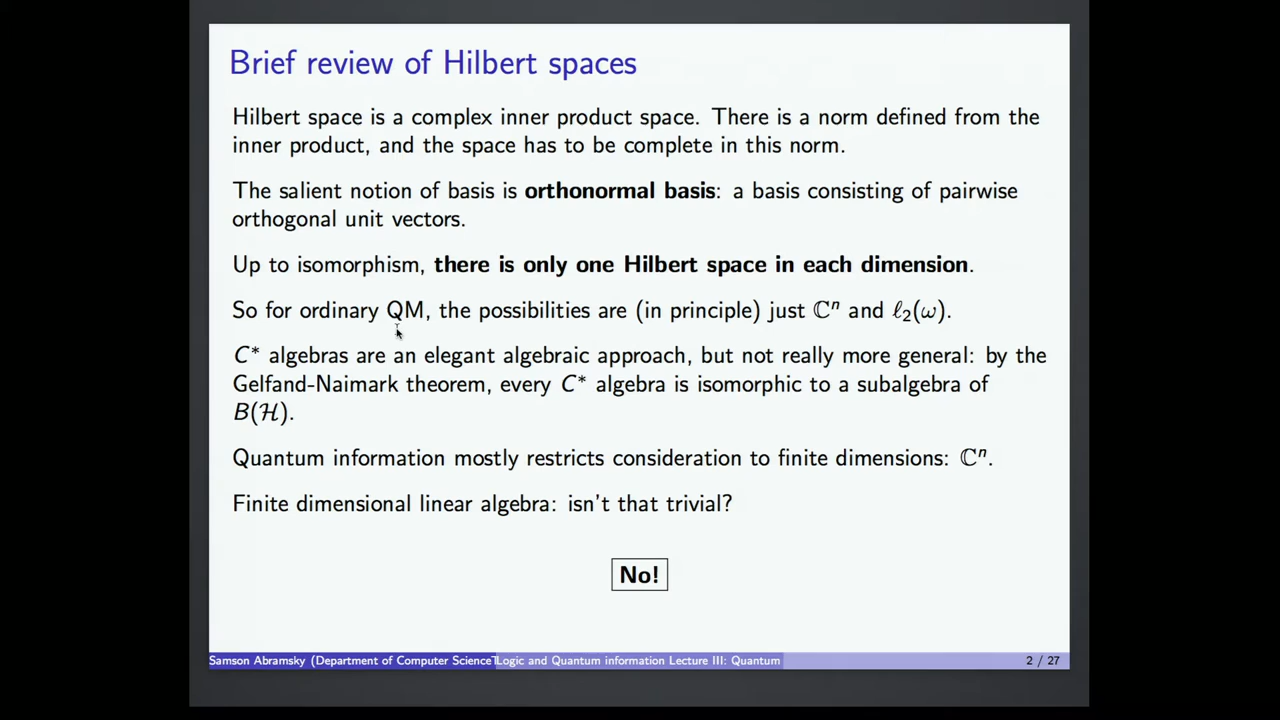 Brief review of Hilbert spaces
Hilbert space is a complex inner product space. There is a norm defined from the
inner product, and the space has to be complete in this norm.
The salient notion of basis is orthonormal basis: a basis consisting of pairwise
orthogonal unit vectors.
Up to isomorphism, there is only one Hilbert space in each dimension.
So for ordinary QM, the possibilities are (in principle) just ℂⁿ and ℓ₂(ω).
C* algebras are an elegant algebraic approach, but not really more general: by the
Gelfand-Naimark theorem, every C* algebra is isomorphic to a subalgebra of
B(ℋ).
Quantum information mostly restricts consideration to finite dimensions: ℂⁿ.
Finite dimensional linear algebra: isn't that trivial?
No!
Samson Abramsky (Department of Computer Science Logic and Quantum information Lecture III: Quantum 2 / 27